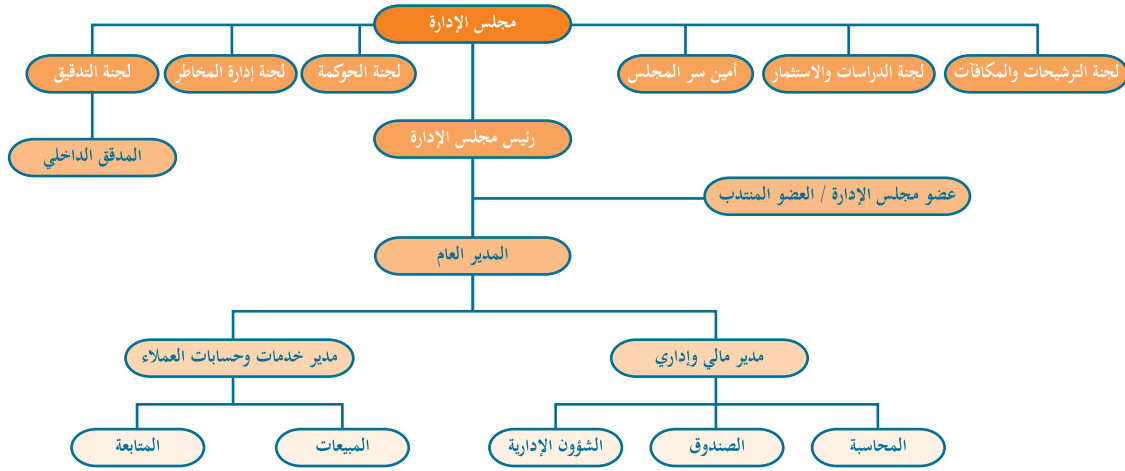 مجلس الإدارة
لجنة الترشيحات والمكافآت
لجنة الدراسات والاستثمار
أمين سر المجلس
لجنة الحوكمة
لجنة إدارة المخاطر
لجنة التدقيق
رئيس مجلس الإدارة
المدقق الداخلي
عضو مجلس الإدارة / العضو المنتدب
المدير العام
مدير مالي وإداري
مدير خدمات وحسابات العملاء
المحاسبة
الصندوق
الشؤون الإدارية
المبيعات
المتابعة